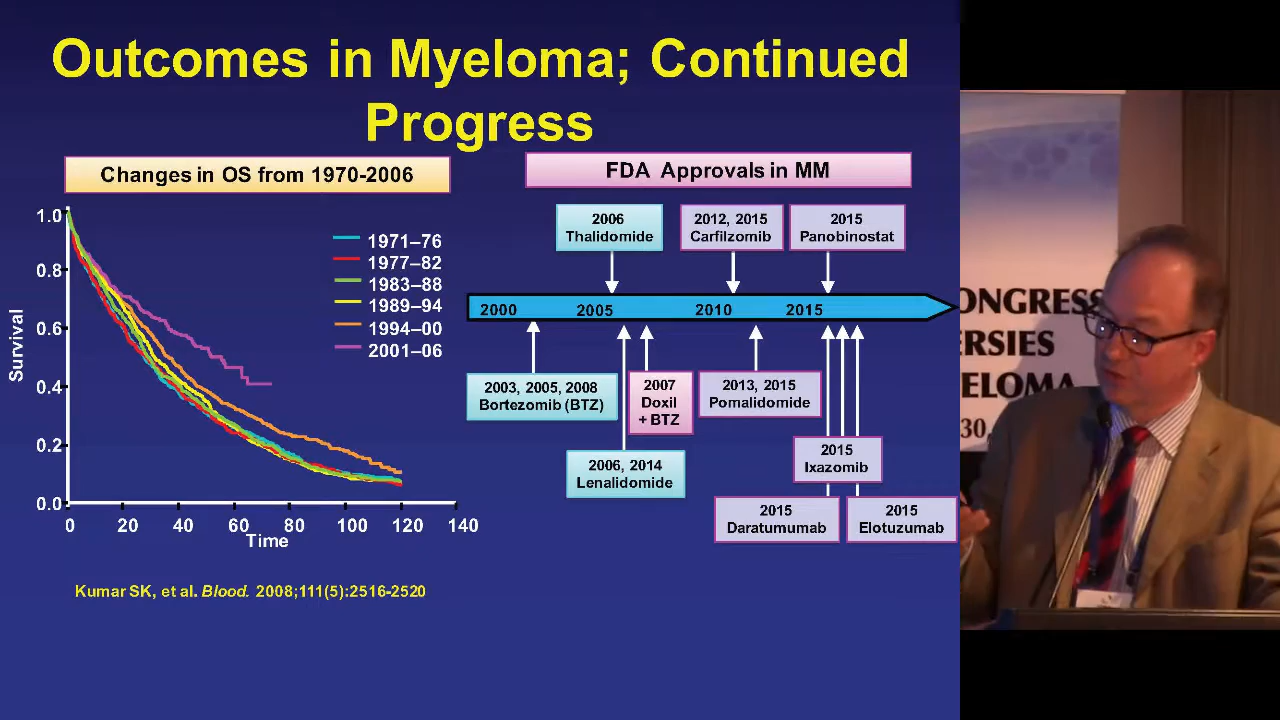 Outcomes in Myeloma; Continued
Progress
Changes in OS from 1970-2006
1.0
0.8
0.6
0.4
0.2
0.0
Survival
0 20 40 60 80 100 120 140
Time
1971–76
1977–82
1983–88
1989–94
1994–00
2001–06
Kumar SK, et al. Blood. 2008;111(5):2516-2520
FDA Approvals in MM
2006
Thalidomide
2012, 2015
Carfilzomib
2015
Panobinostat
2000 2005 2010 2015
2003, 2005, 2008
Bortezomib (BTZ)
2007
Doxil
+ BTZ
2013, 2015
Pomalidomide
2006, 2014
Lenalidomide
2015
Ixazomib
2015
Daratumumab
2015
Elotuzumab
ONGRESS
ERSIES
ELOMA
30,